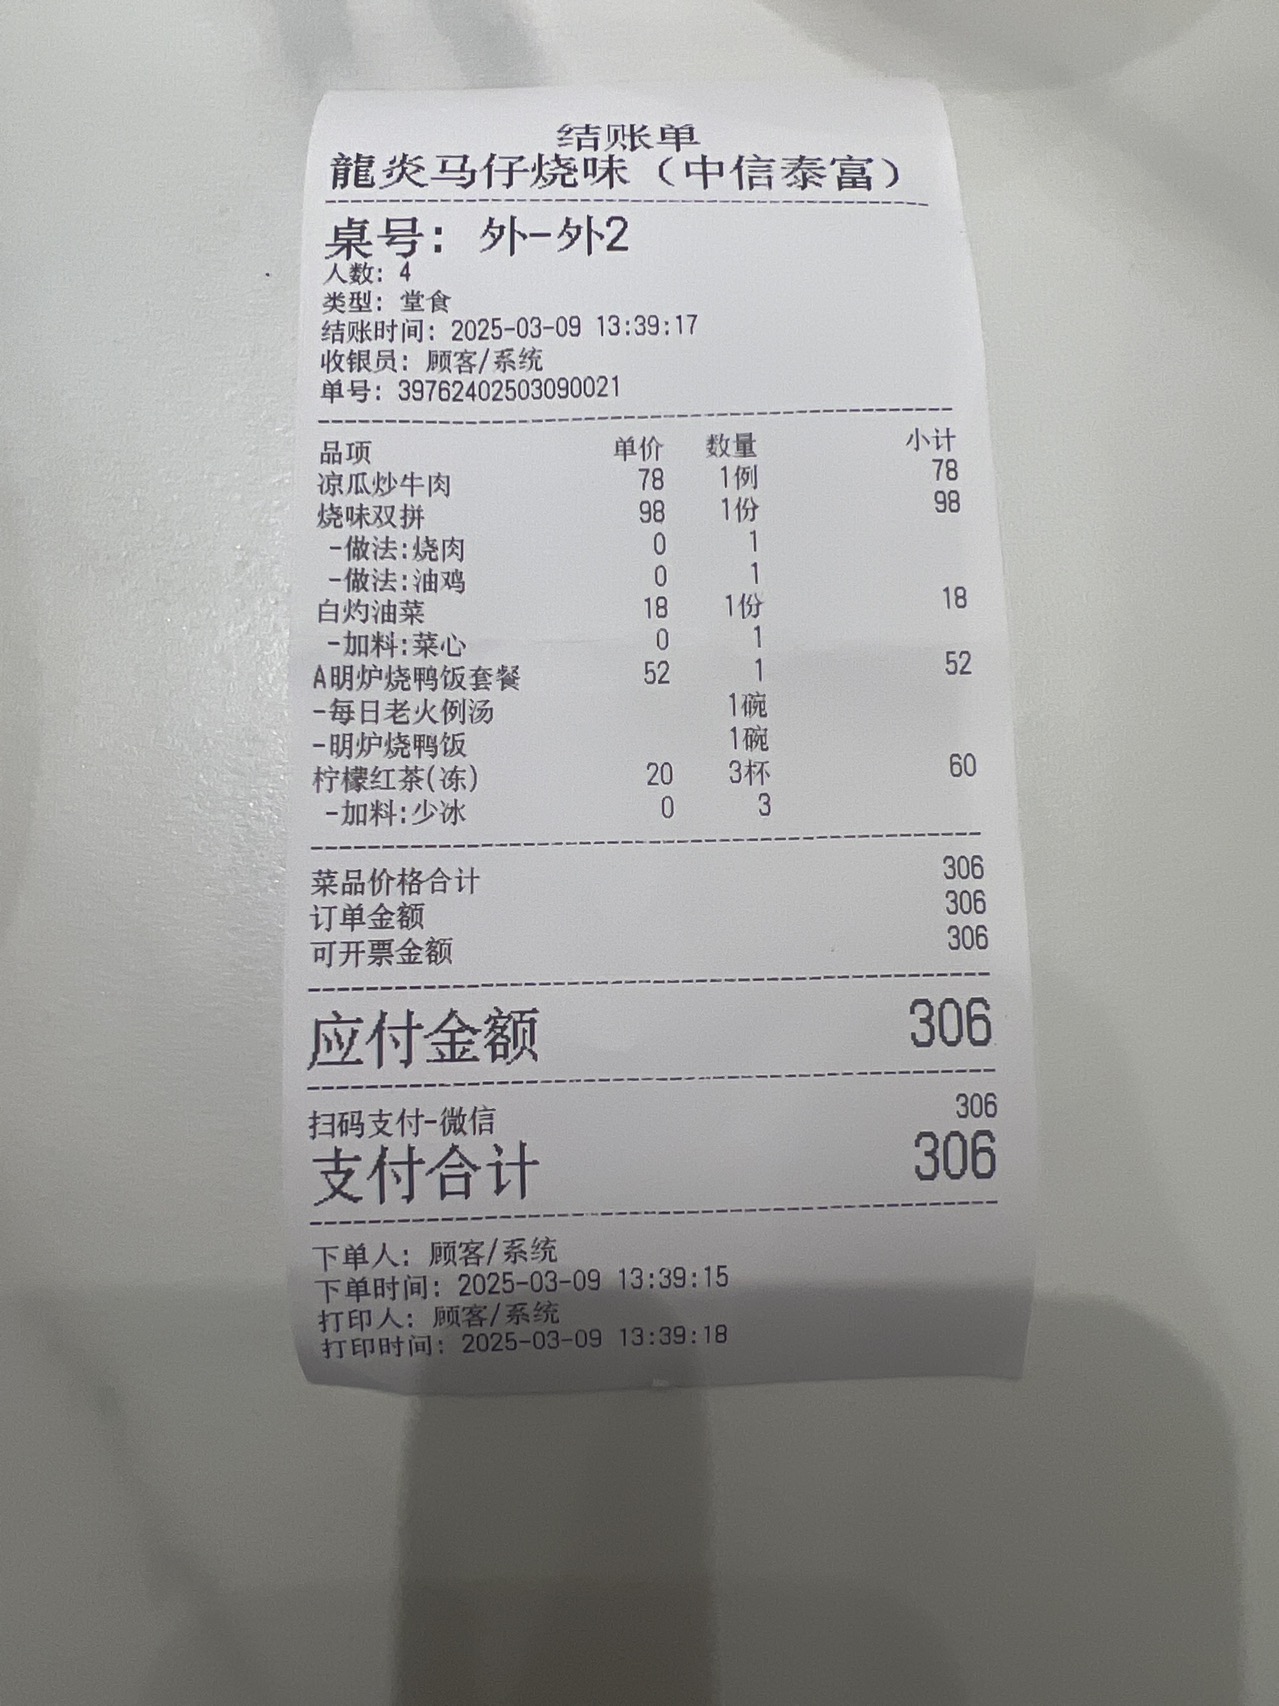 结账单
龍炎马仔烧味（中信泰富）
桌号: 外-外2
人数: 4
类型: 堂食
结账时间: 2025-03-09 13:39:17
收银员: 顾客/系统
单号: 39762402503090021
品项 单价 数量 小计
凉瓜炒牛肉 78 1例 78
烧味双拼 98 1份 98
-做法:烧肉 0 1
-做法:油鸡 0 1
白灼油菜 18 1份 18
-加料:菜心 0 1
A明炉烧鸭饭套餐 52 1 52
-每日老火例汤 1碗
-明炉烧鸭饭 1碗
柠檬红茶(冻) 20 3杯 60
-加料:少冰 0 3
菜品价格合计 306
订单金额 306
可开票金额 306
应付金额 306
扫码支付-微信 306
支付合计 306
下单人: 顾客/系统
下单时间: 2025-03-09 13:39:15
打印人: 顾客/系统
打印时间: 2025-03-09 13:39:18